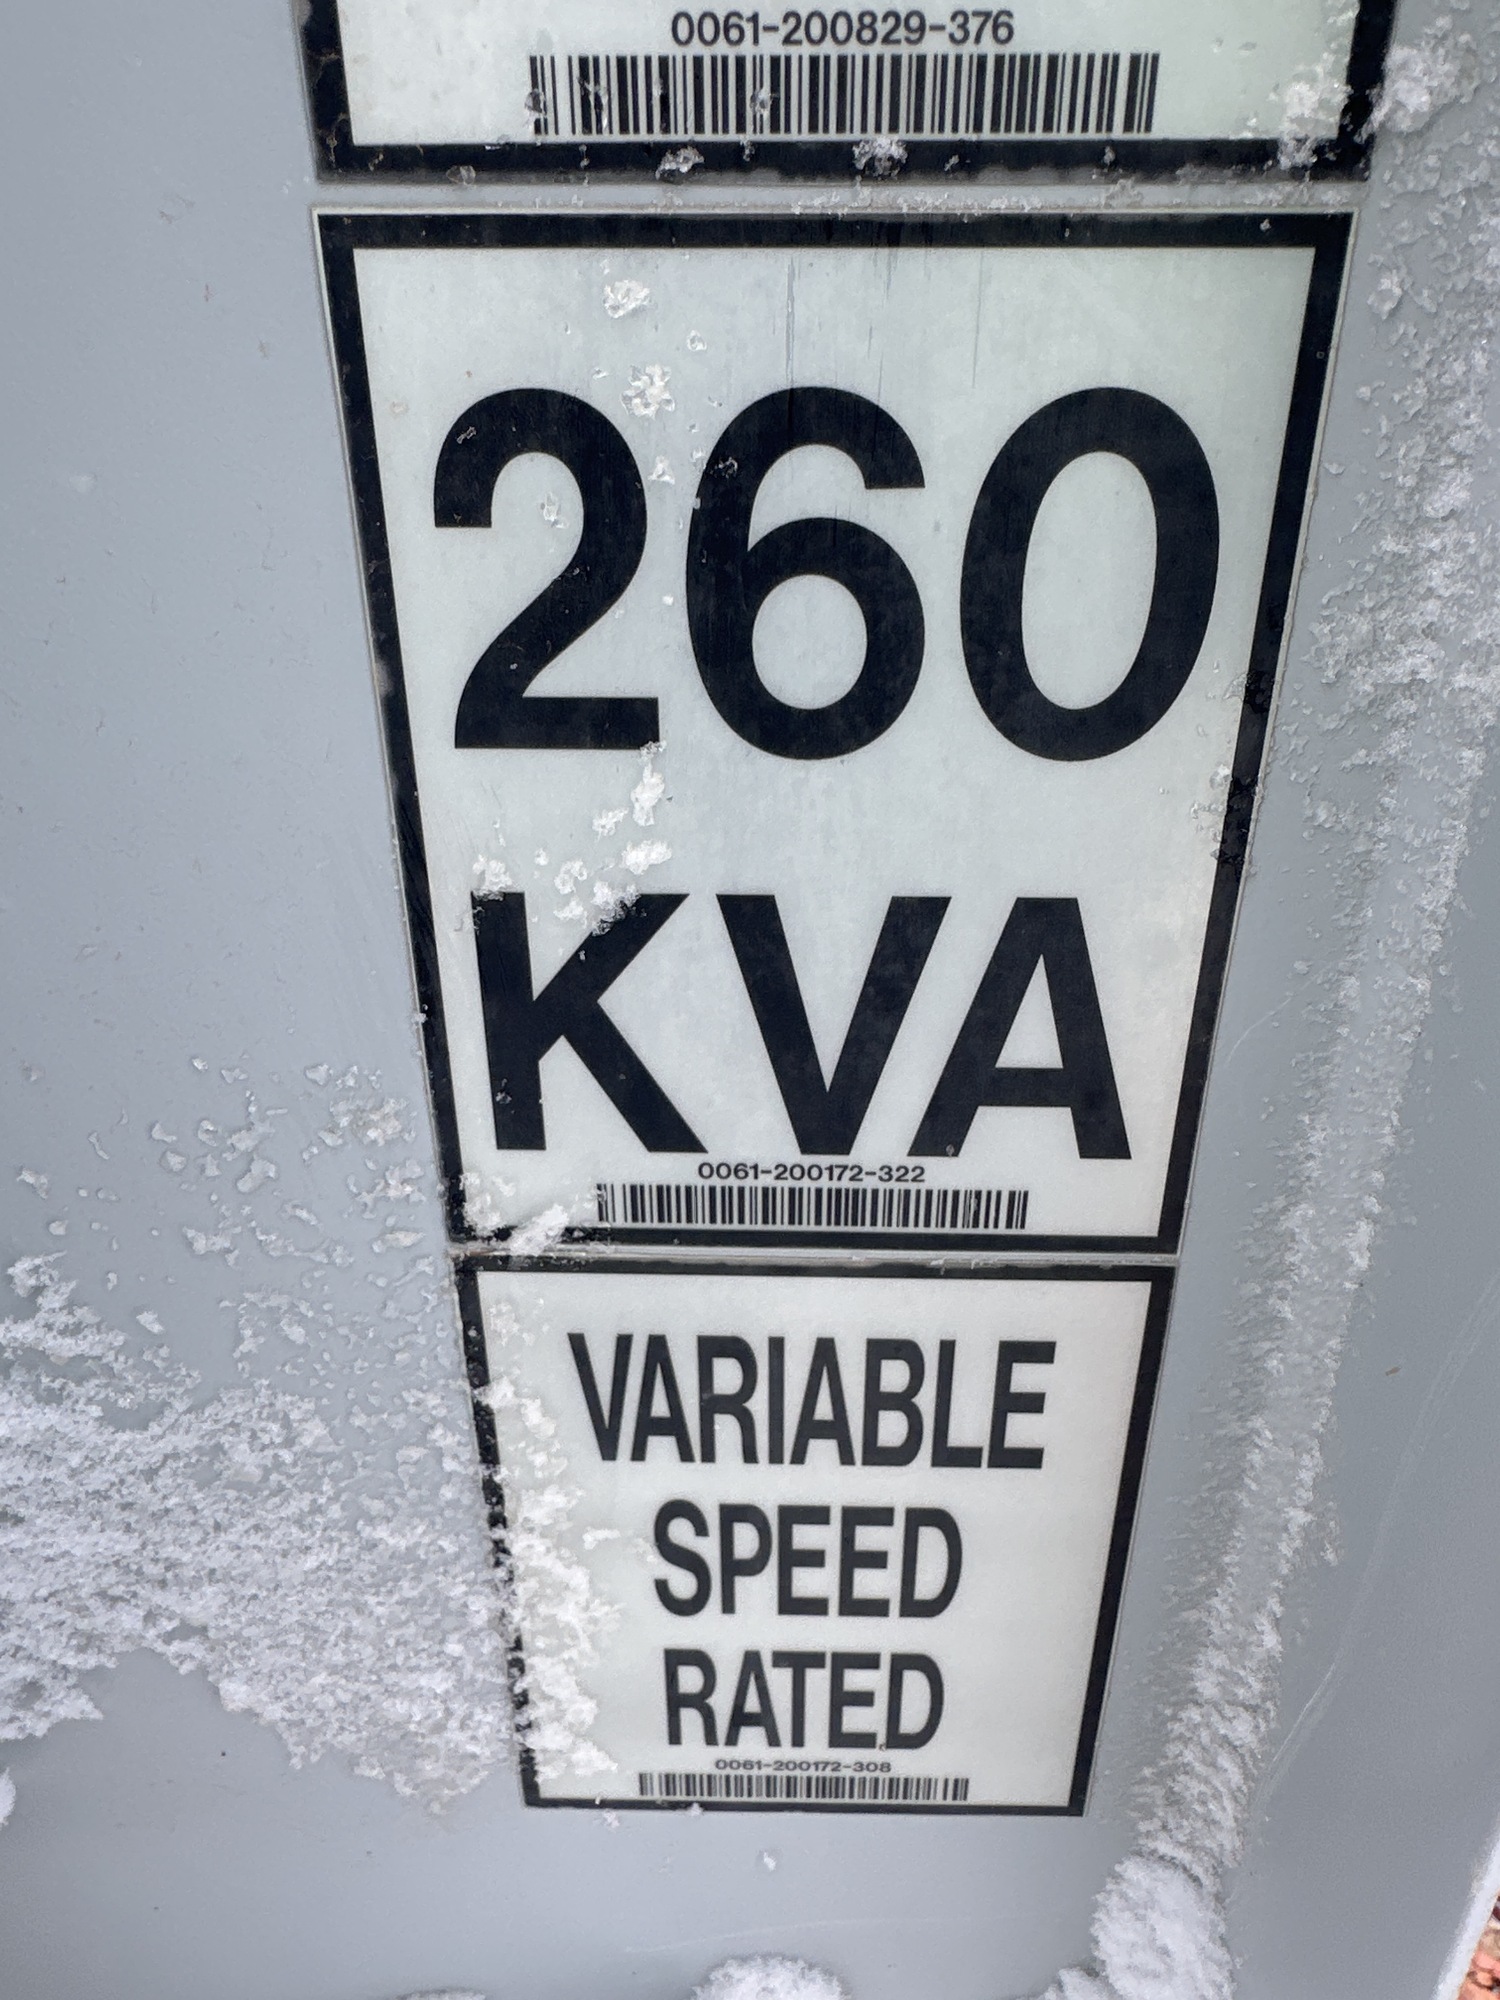 0061-200829-376
260
KVA
0061-200172-322
VARIABLE
SPEED
RATED
0061-200172-308